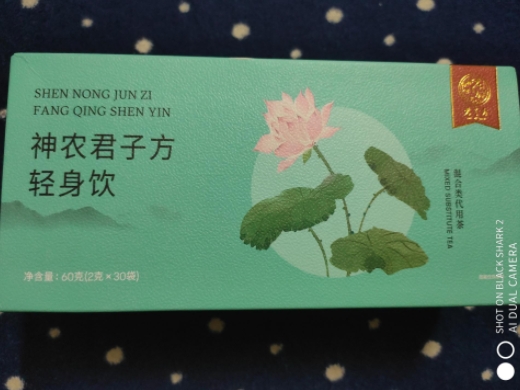 SHEN NONG JUN ZI
FANG QING SHEN YIN
神农君子方
轻身饮
净含量：60克(2克×30袋)
混合类代用茶
MIXED SUBSTITUTE TEA
SHOT ON BLACK SHARK 2
AI DUAL CAMERA